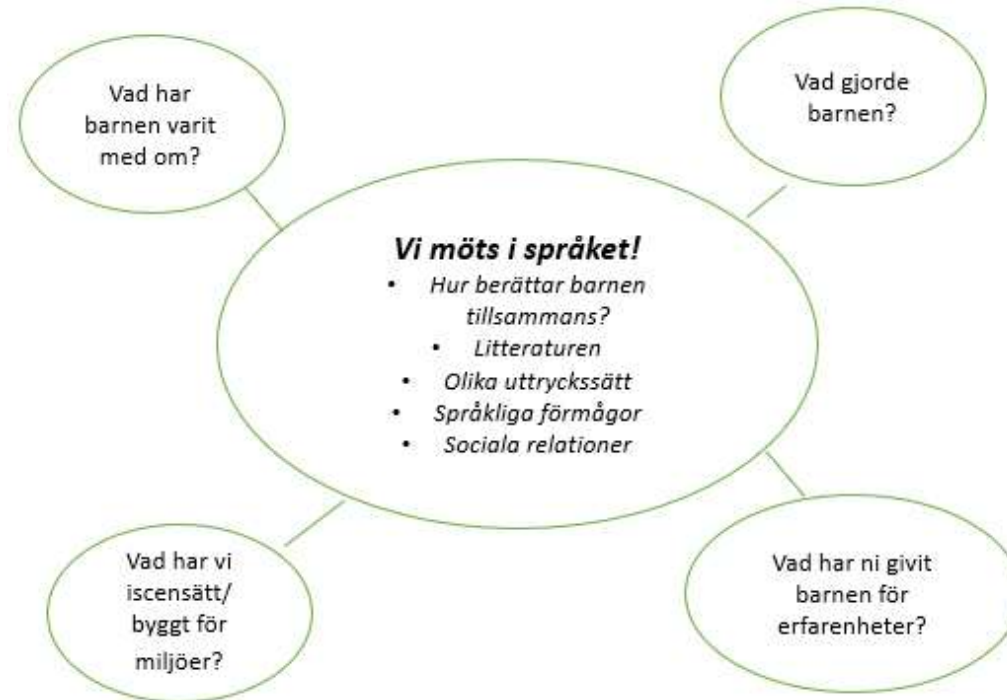 Vad har
barnen varit
med om?
Vad gjorde
barnen?
Vi möts i språket!
• Hur berättar barnen
tillsammans?
• Litteraturen
• Olika uttryckssätt
• Språkliga förmågor
• Sociala relationer
Vad har vi
iscensätt/
byggt för
miljöer?
Vad har ni givit
barnen för
erfarenheter?